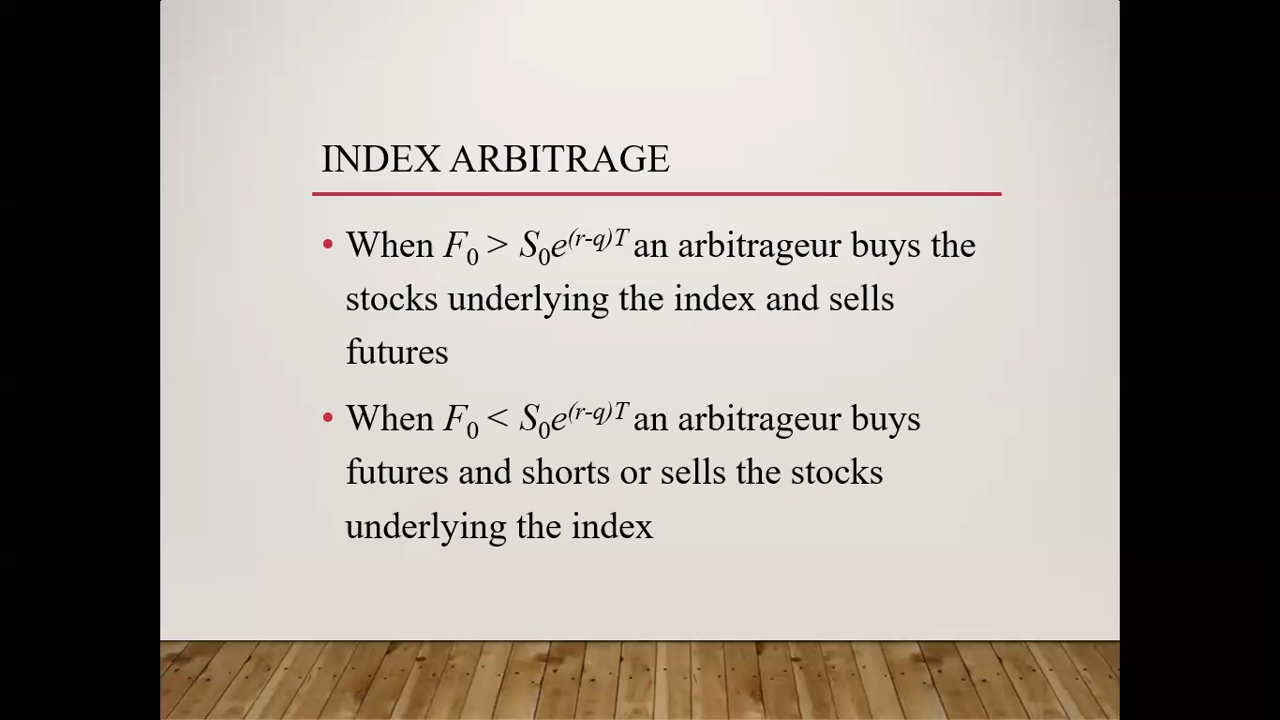 INDEX ARBITRAGE
• When F₀ > S₀e⁽ʳ⁻q⁾ᵀ an arbitrageur buys the
stocks underlying the index and sells
futures
• When F₀ < S₀e⁽ʳ⁻q⁾ᵀ an arbitrageur buys
futures and shorts or sells the stocks
underlying the index